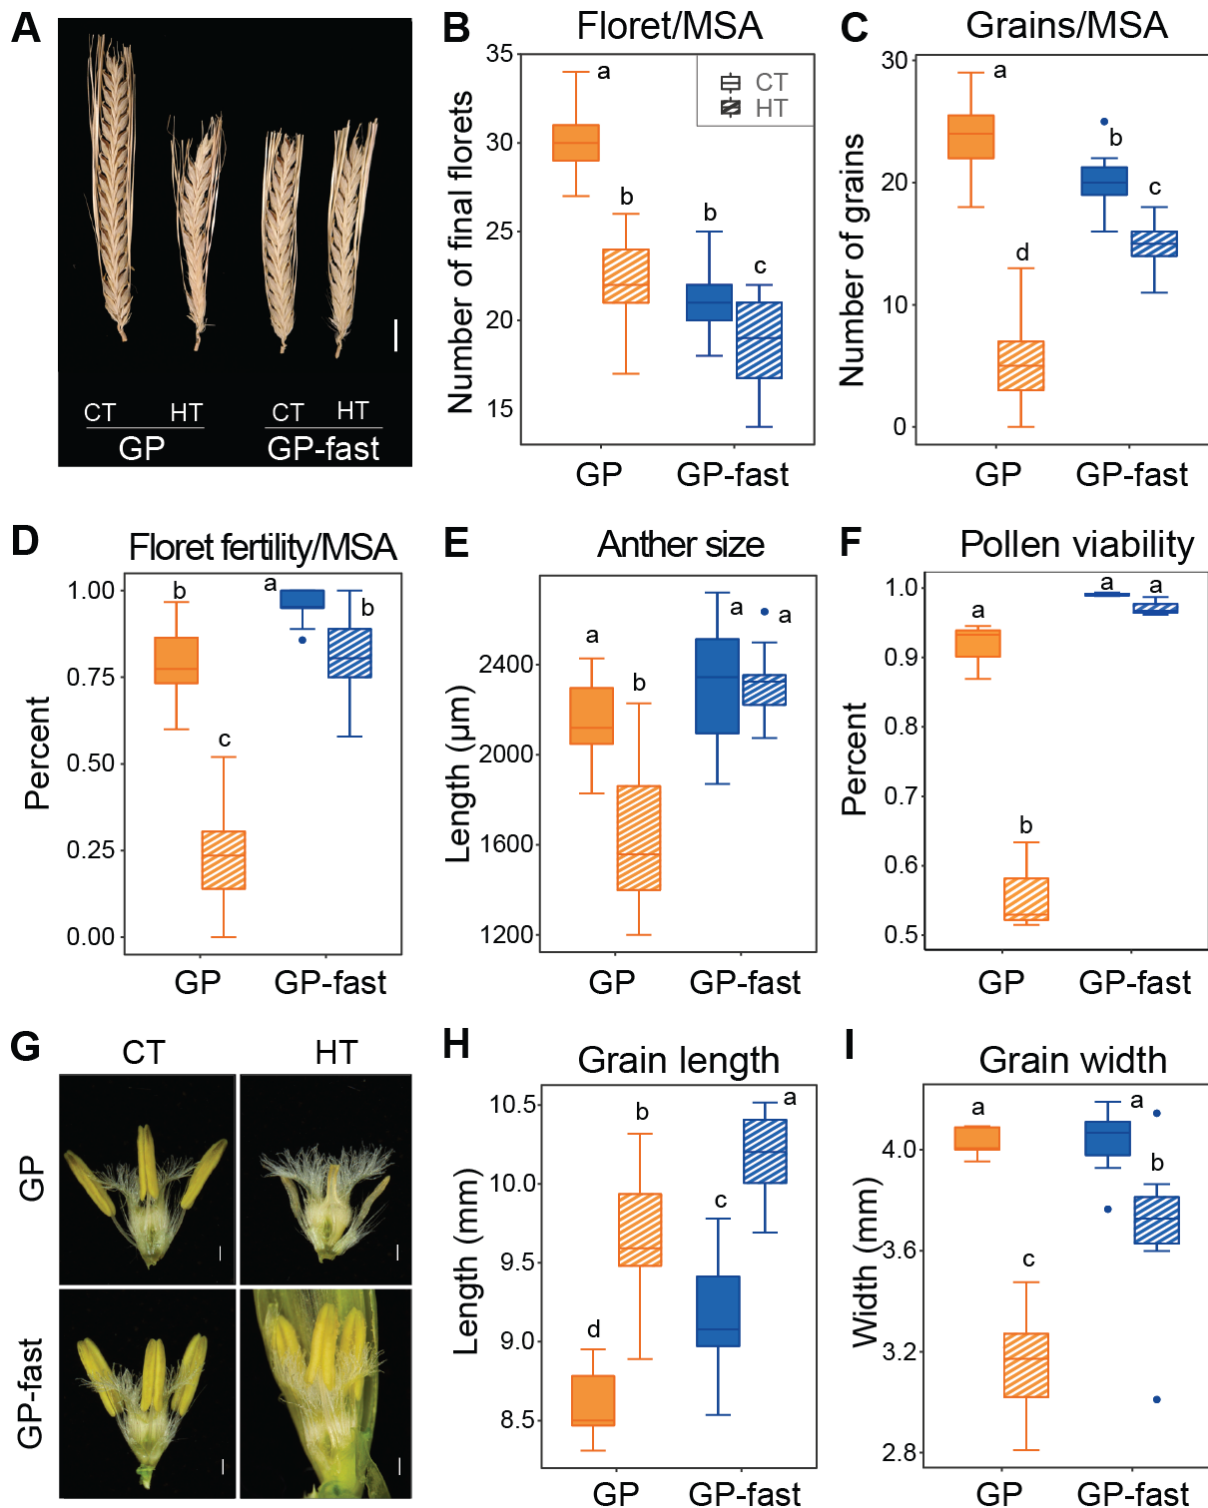 A
CT HT CT HT
GP GP-fast
B
Floret/MSA
Number of final florets
35
30
25
20
15
a
b
b
c
CT
HT
GP GP-fast
C
Grains/MSA
Number of grains
30
20
10
0
a
d
b
c
GP GP-fast
D
Floret fertility/MSA
Percent
1.00
0.75
0.50
0.25
0.00
b
c
a
b
GP GP-fast
E
Anther size
Length (µm)
2400
2000
1600
1200
a
b
a
a
GP GP-fast
F
Pollen viability
Percent
1.0
0.9
0.8
0.7
0.6
0.5
a
b
a
a
GP GP-fast
G
CT HT
GP
GP-fast
H
Grain length
Length (mm)
10.5
10.0
9.5
9.0
8.5
d
b
c
a
GP GP-fast
I
Grain width
Width (mm)
4.0
3.6
3.2
2.8
a
c
a
b
GP GP-fast